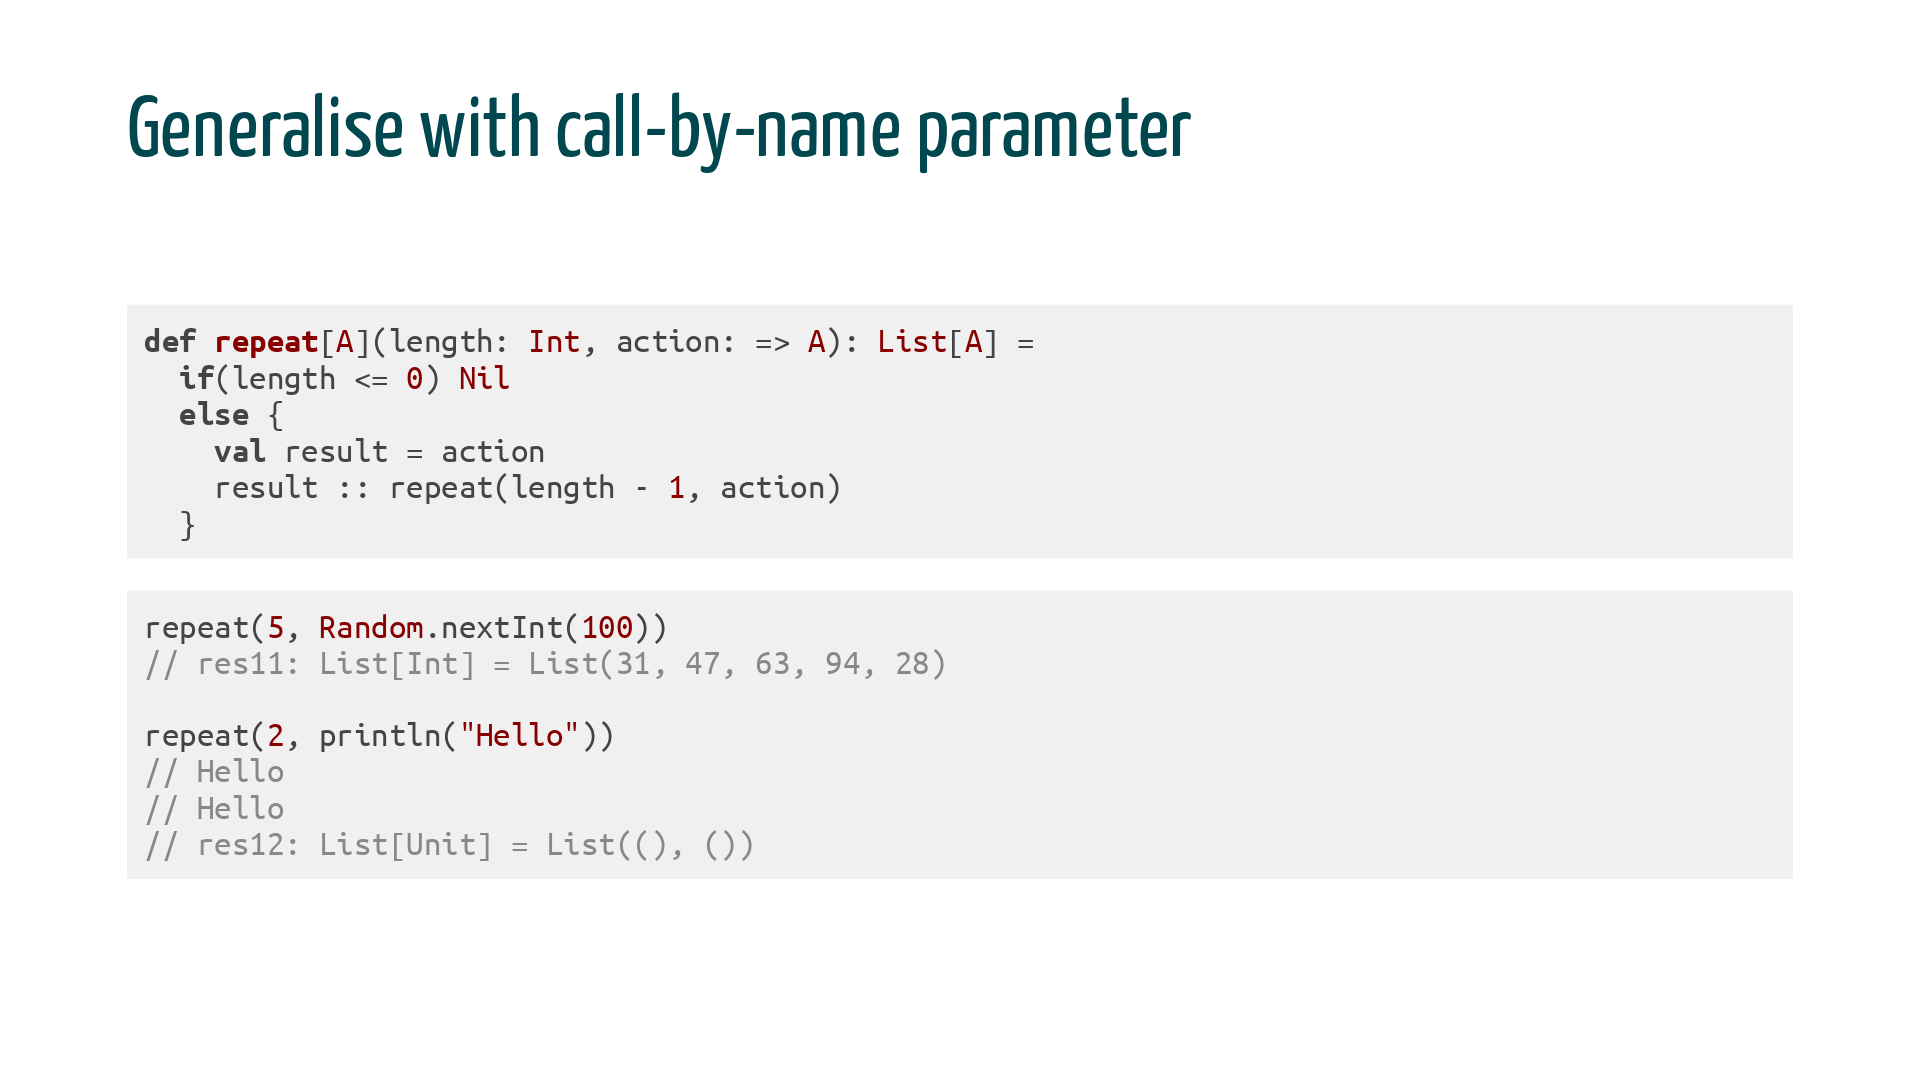 Generalise with call-by-name parameter
def repeat[A](length: Int, action: => A): List[A] =
  if(length <= 0) Nil
  else {
    val result = action
    result :: repeat(length - 1, action)
  }
repeat(5, Random.nextInt(100))
// res11: List[Int] = List(31, 47, 63, 94, 28)
repeat(2, println("Hello"))
// Hello
// Hello
// res12: List[Unit] = List((), ())